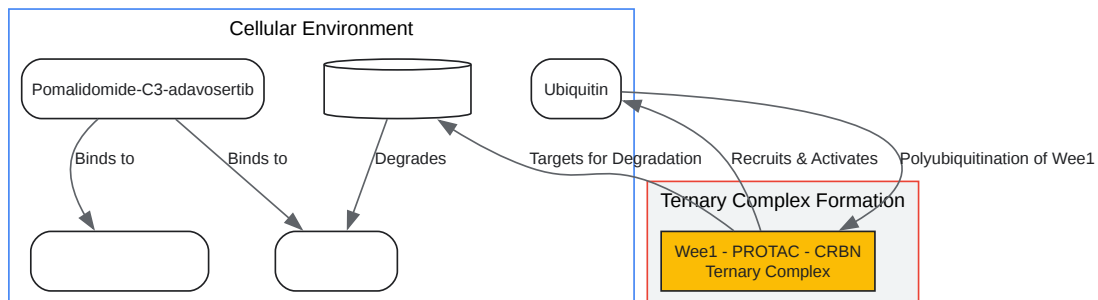 Cellular Environment
Pomalidomide-C3-adavosertib
Ubiquitin
Binds to
Binds to
Degrades
Targets for Degradation
Recruits & Activates
Polyubiquitination of Wee1
Ternary Complex Formation
Wee1 - PROTAC - CRBN
Ternary Complex